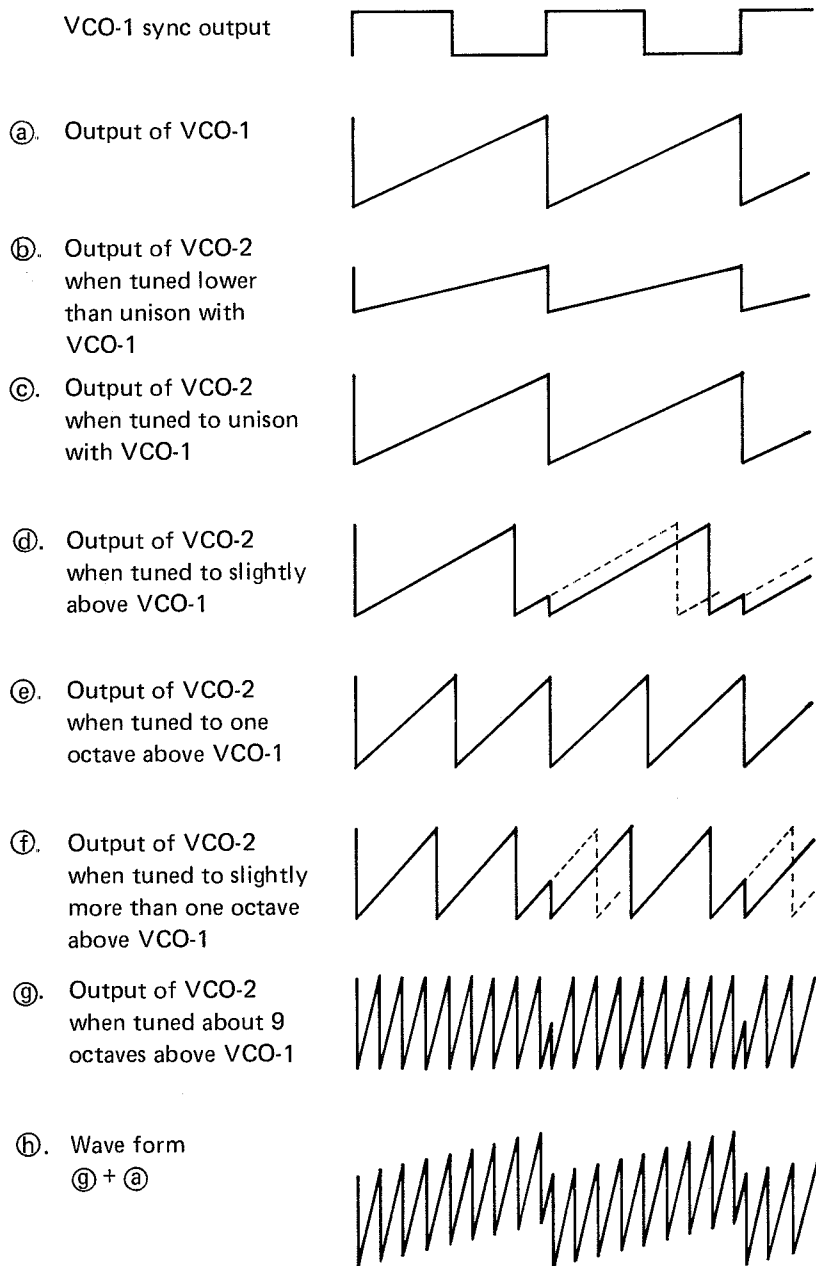 VCO-1 sync output
ⓐ. Output of VCO-1
ⓑ. Output of VCO-2
when tuned lower
than unison with
VCO-1
ⓒ. Output of VCO-2
when tuned to unison
with VCO-1
ⓓ. Output of VCO-2
when tuned to slightly
above VCO-1
ⓔ. Output of VCO-2
when tuned to one
octave above VCO-1
ⓕ. Output of VCO-2
when tuned to slightly
more than one octave
above VCO-1
ⓖ. Output of VCO-2
when tuned about 9
octaves above VCO-1
ⓗ. Wave form
ⓖ + ⓐ